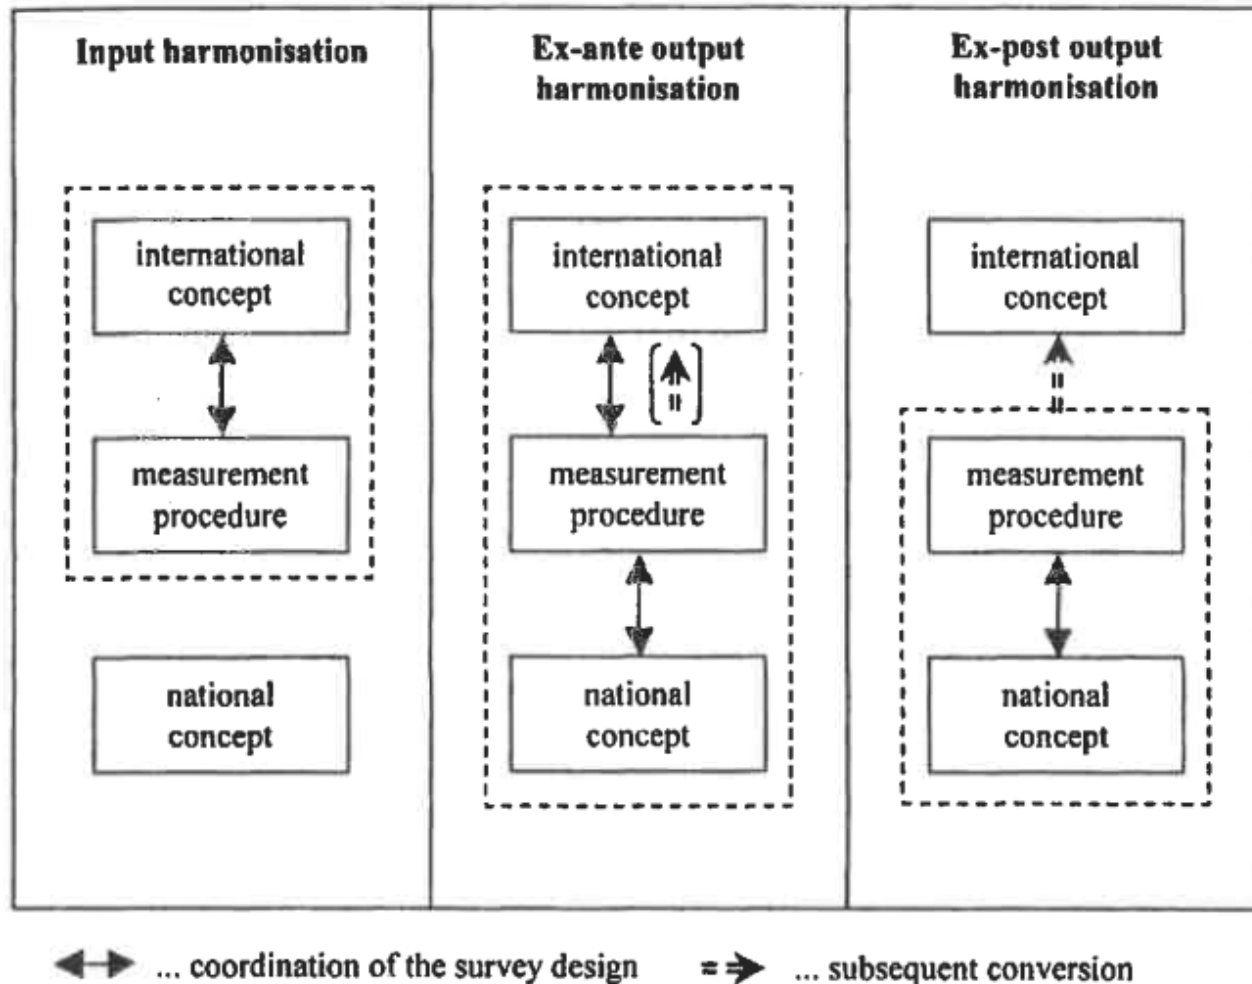 Input harmonisation
international
concept
measurement
procedure
national
concept
Ex-ante output
harmonisation
international
concept
measurement
procedure
national
concept
Ex-post output
harmonisation
international
concept
measurement
procedure
national
concept
... coordination of the survey design
... subsequent conversion